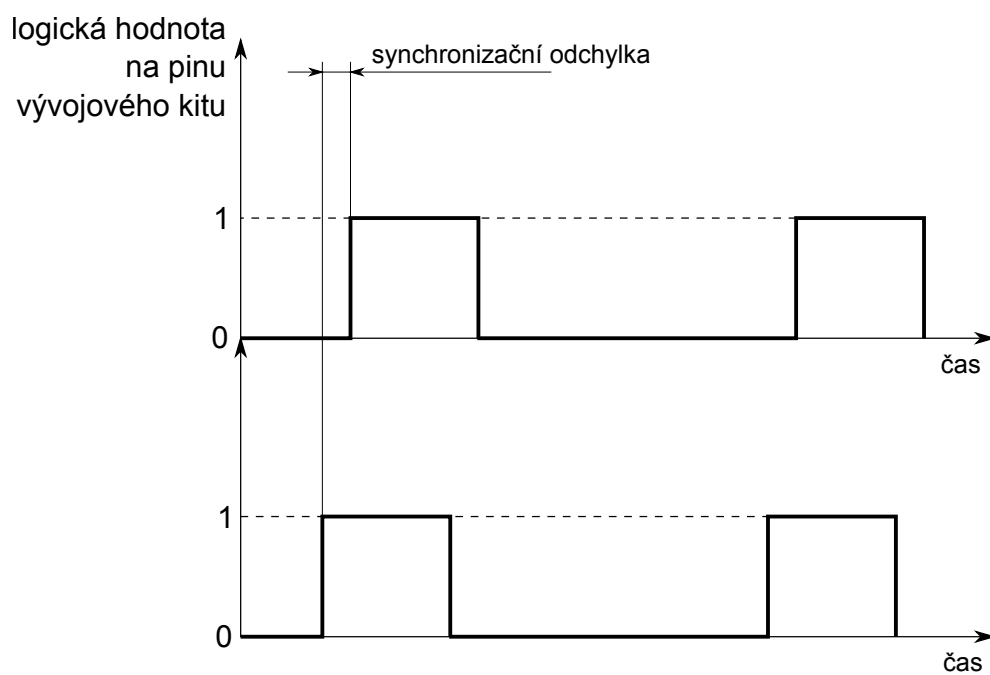 logická hodnota
na pinu
vývojového kitu
synchronizační odchylka
1
0
čas
1
0
čas